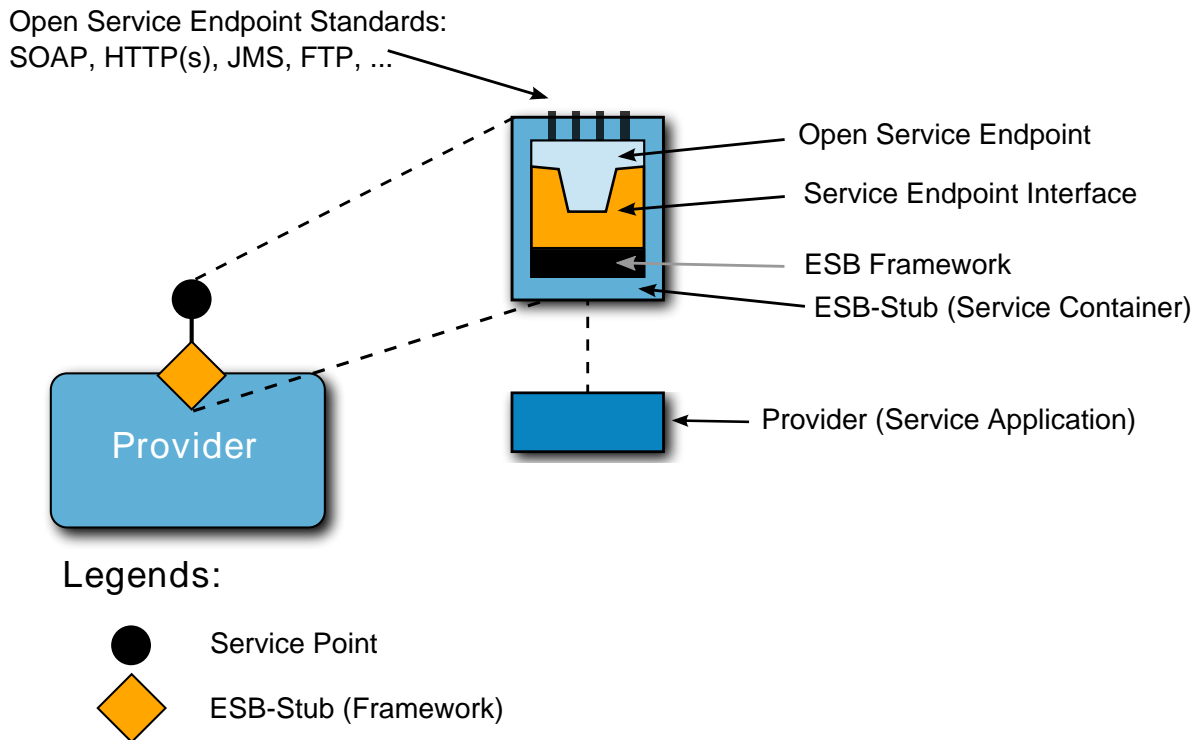 Open Service Endpoint Standards:
SOAP, HTTP(s), JMS, FTP, ...
Open Service Endpoint
Service Endpoint Interface
ESB Framework
ESB-Stub (Service Container)
Provider (Service Application)
Provider
Legends:
Service Point
ESB-Stub (Framework)